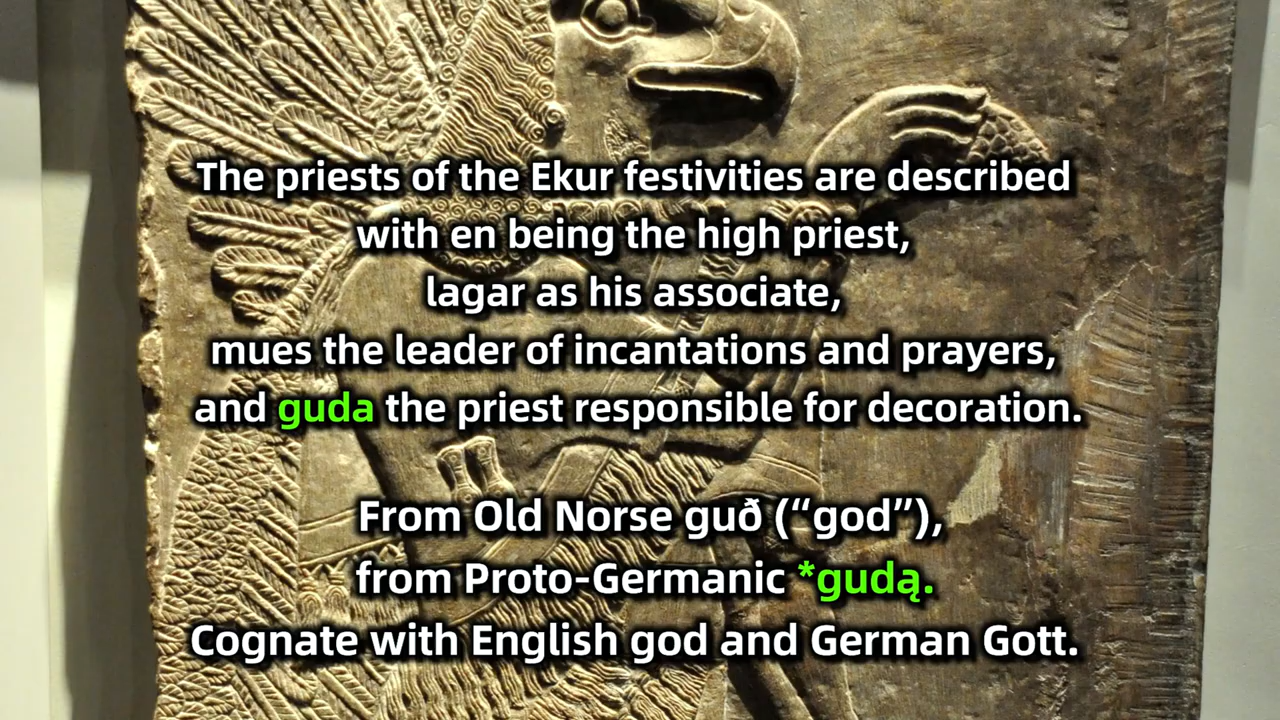 The priests of the Ekur festivities are described
with en being the high priest,
lagar as his associate,
mues the leader of incantations and prayers,
and guda the priest responsible for decoration.
From Old Norse guð (“god”),
from Proto-Germanic *gudą.
Cognate with English god and German Gott.